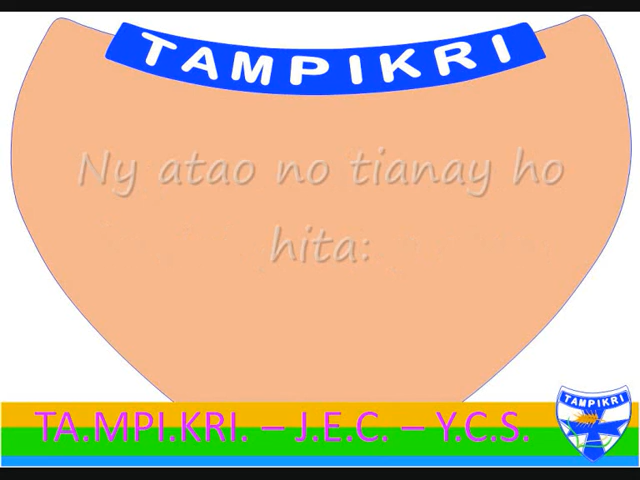 TAMPIKRI
Ny atao no tianay ho
hita:
TA.MPI.KRI. – J.E.C. – Y.C.S.
TAMPIKRI